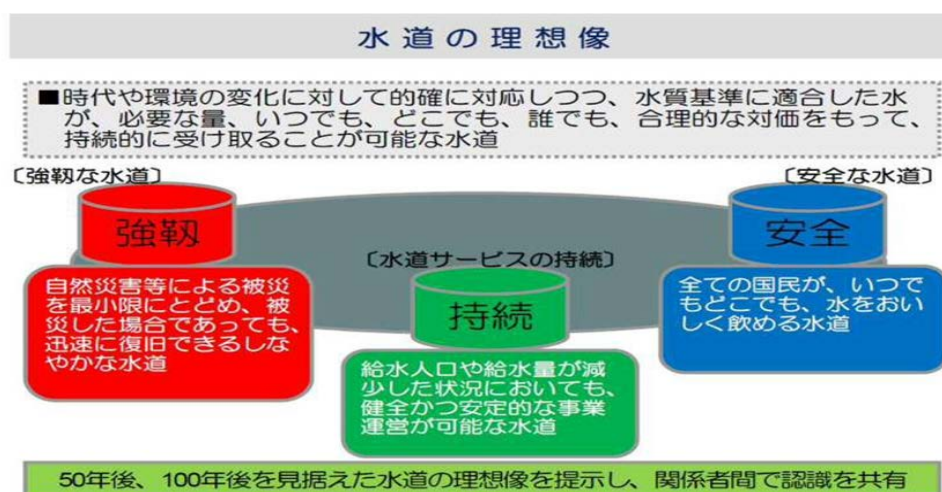 水道の理想像
■時代や環境の変化に対して的確に対応しつつ、水質基準に適合した水
が、必要な量、いつでも、どこでも、誰でも、合理的な対価をもって、
持続的に受け取ることが可能な水道
〔強靱な水道〕
〔安全な水道〕
強靱
安全
〔水道サービスの持続〕
持続
自然災害等による被災
を最小限にとどめ、被
災した場合であっても、
迅速に復旧できるしな
やかな水道
給水人口や給水量が減
少した状況においても、
健全かつ安定的な事業
運営が可能な水道
全ての国民が、いつで
もどこでも、水をおい
しく飲める水道
50年後、100年後を見据えた水道の理想像を提示し、関係者間で認識を共有